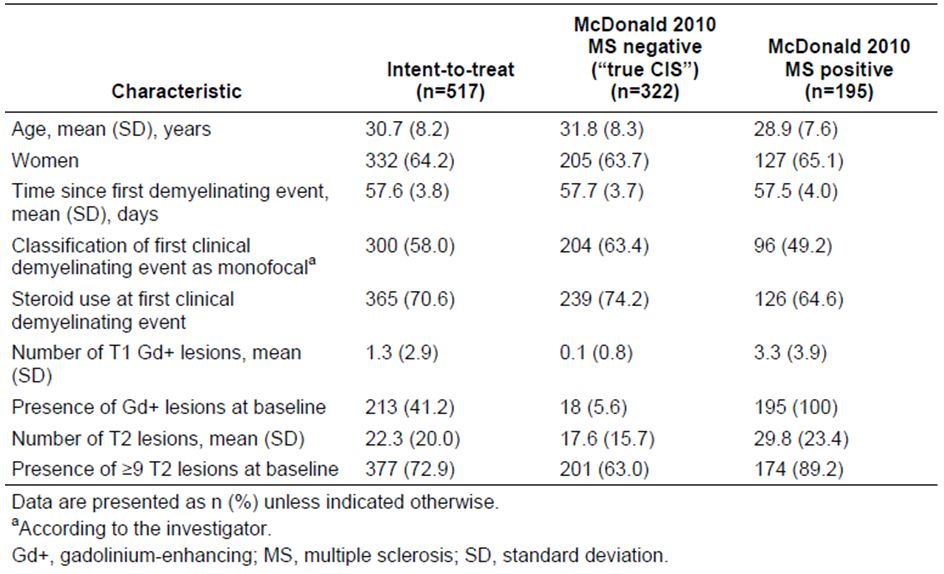 Characteristic Intent-to-treat (n=517) McDonald 2010 MS negative (“true CIS”) (n=322) McDonald 2010 MS positive (n=195)
Age, mean (SD), years 30.7 (8.2) 31.8 (8.3) 28.9 (7.6)
Women 332 (64.2) 205 (63.7) 127 (65.1)
Time since first demyelinating event, mean (SD), days 57.6 (3.8) 57.7 (3.7) 57.5 (4.0)
Classification of first clinical demyelinating event as monofocalᵃ 300 (58.0) 204 (63.4) 96 (49.2)
Steroid use at first clinical demyelinating event 365 (70.6) 239 (74.2) 126 (64.6)
Number of T1 Gd+ lesions, mean (SD) 1.3 (2.9) 0.1 (0.8) 3.3 (3.9)
Presence of Gd+ lesions at baseline 213 (41.2) 18 (5.6) 195 (100)
Number of T2 lesions, mean (SD) 22.3 (20.0) 17.6 (15.7) 29.8 (23.4)
Presence of ≥9 T2 lesions at baseline 377 (72.9) 201 (63.0) 174 (89.2)
Data are presented as n (%) unless indicated otherwise.
ᵃAccording to the investigator.
Gd+, gadolinium-enhancing; MS, multiple sclerosis; SD, standard deviation.